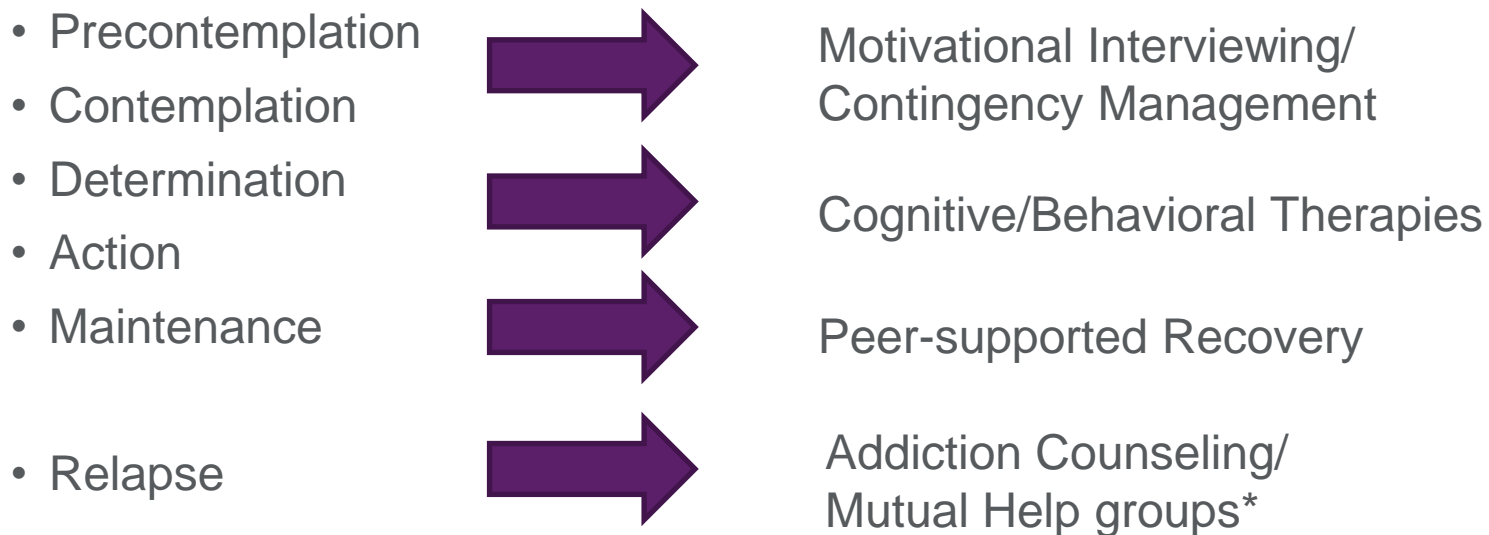 • Precontemplation
• Contemplation
• Determination
• Action
• Maintenance
• Relapse
Motivational Interviewing/
Contingency Management
Cognitive/Behavioral Therapies
Peer-supported Recovery
Addiction Counseling/
Mutual Help groups*